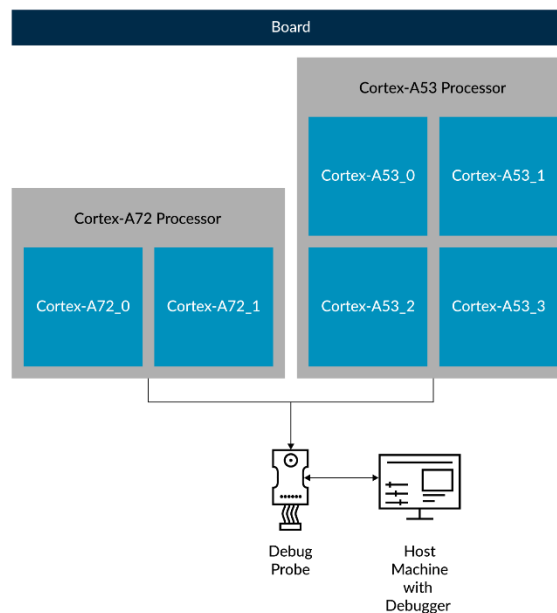 Board
Cortex-A53 Processor
Cortex-A53_0
Cortex-A53_1
Cortex-A72 Processor
Cortex-A72_0
Cortex-A72_1
Cortex-A53_2
Cortex-A53_3
Debug
Probe
Host
Machine
with
Debugger